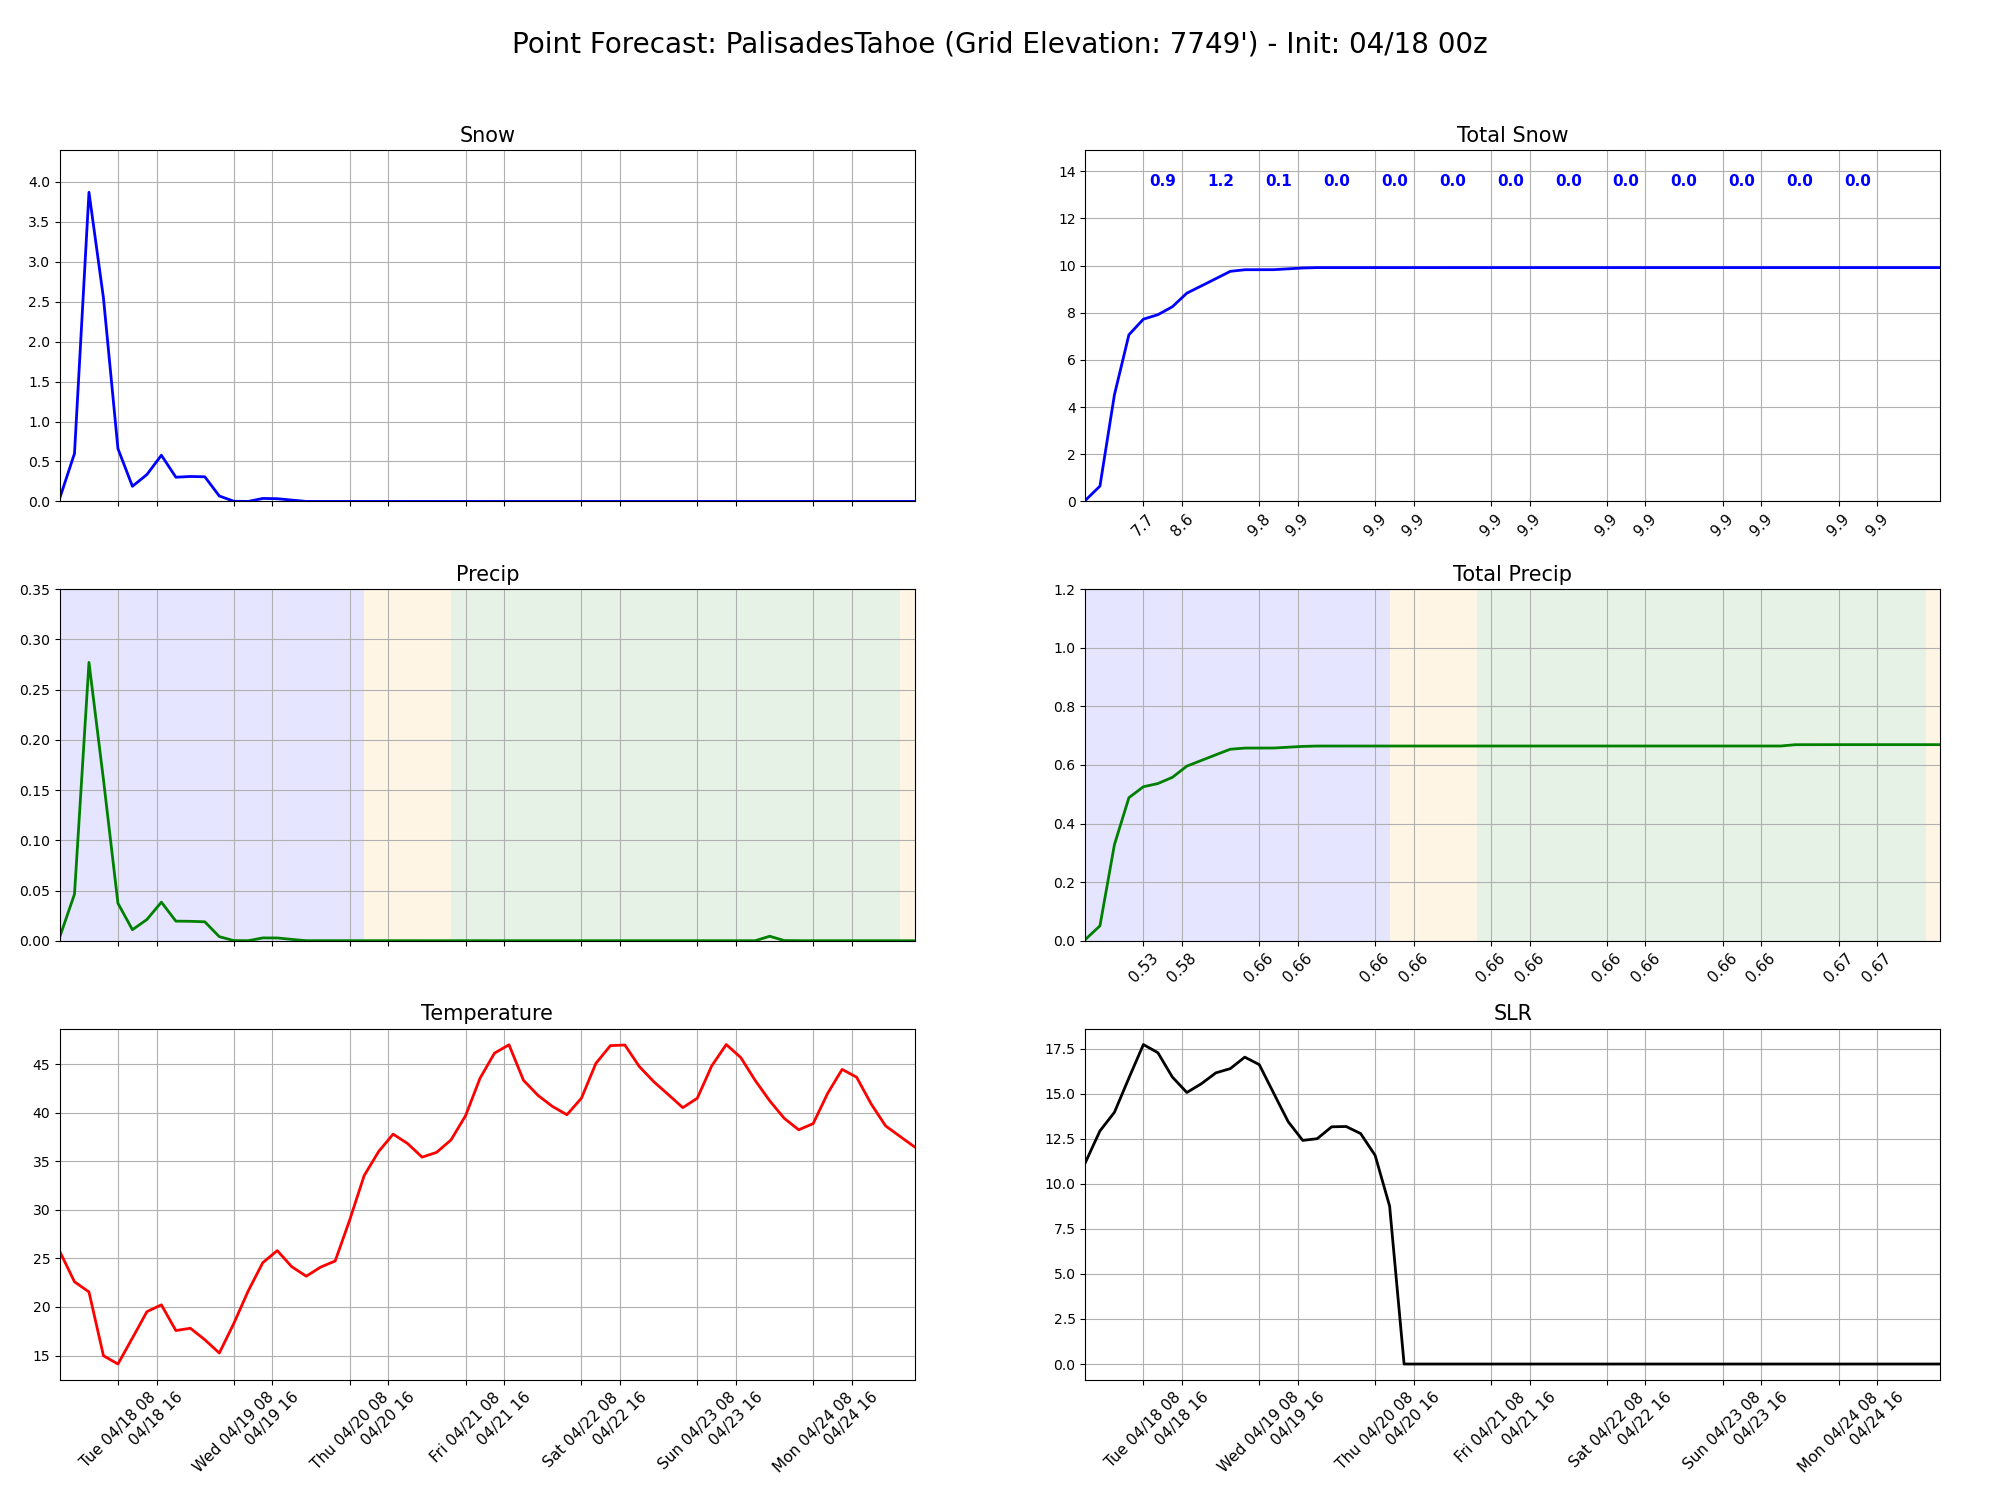 Point Forecast: PalisadesTahoe (Grid Elevation: 7749') - Init: 04/18 00z
Snow
4.0
3.5
3.0
2.5
2.0
1.5
1.0
0.5
0.0
Total Snow
0.9 1.2 0.1 0.0 0.0 0.0 0.0 0.0 0.0 0.0 0.0 0.0 0.0
14
12
10
8
6
4
2
0
7.7 8.6 9.8 9.9 9.9 9.9 9.9 9.9 9.9 9.9 9.9 9.9 9.9 9.9
Precip
0.35
0.30
0.25
0.20
0.15
0.10
0.05
0.00
Total Precip
1.2
1.0
0.8
0.6
0.4
0.2
0.0
0.53 0.58 0.66 0.66 0.66 0.66 0.66 0.66 0.66 0.66 0.66 0.66 0.67 0.67
Temperature
45
40
35
30
25
20
15
Tue 04/18 08
04/18 16
Wed 04/19 08
04/19 16
Thu 04/20 08
04/20 16
Fri 04/21 08
04/21 16
Sat 04/22 08
04/22 16
Sun 04/23 08
04/23 16
Mon 04/24 08
04/24 16
SLR
17.5
15.0
12.5
10.0
7.5
5.0
2.5
0.0
Tue 04/18 08
04/18 16
Wed 04/19 08
04/19 16
Thu 04/20 08
04/20 16
Fri 04/21 08
04/21 16
Sat 04/22 08
04/22 16
Sun 04/23 08
04/23 16
Mon 04/24 08
04/24 16